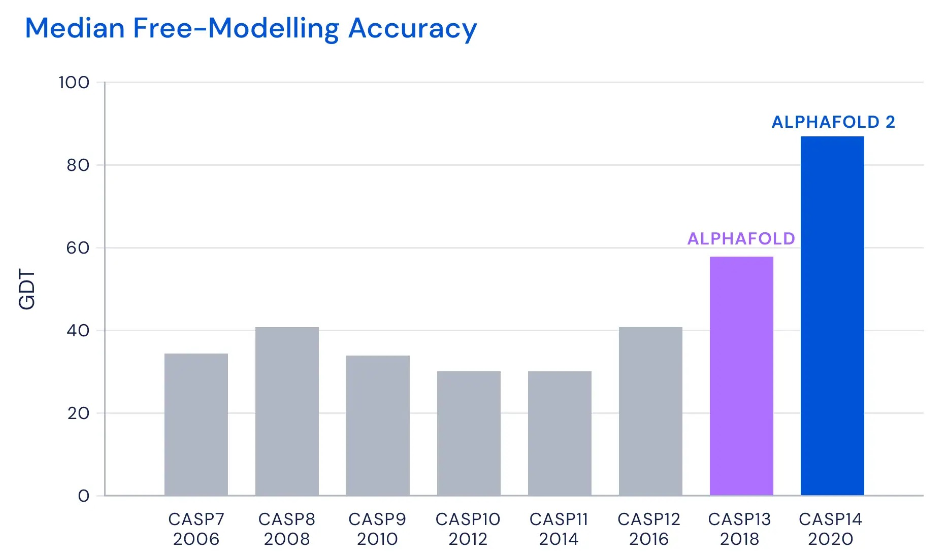 Median Free-Modelling Accuracy
100
ALPHAFOLD 2
80
ALPHAFOLD
60
GDT
40
20
0
CASP7 CASP8 CASP9 CASP10 CASP11 CASP12 CASP13 CASP14
2006 2008 2010 2012 2014 2016 2018 2020